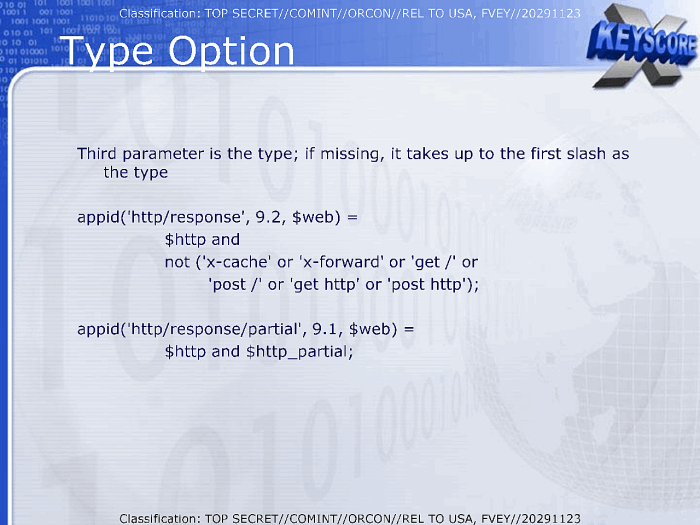 Classification: TOP SECRET//COMINT//ORCON//REL TO USA, FVEY//20291123
Type Option
X
KEYSCORE
Third parameter is the type; if missing, it takes up to the first slash as
the type
appid('http/response', 9.2, $web) =
$http and
not ('x-cache' or 'x-forward' or 'get /' or
'post /' or 'get http' or 'post http');
appid('http/response/partial', 9.1, $web) =
$http and $http_partial;
Classification: TOP SECRET//COMINT//ORCON//REL TO USA, FVEY//20291123